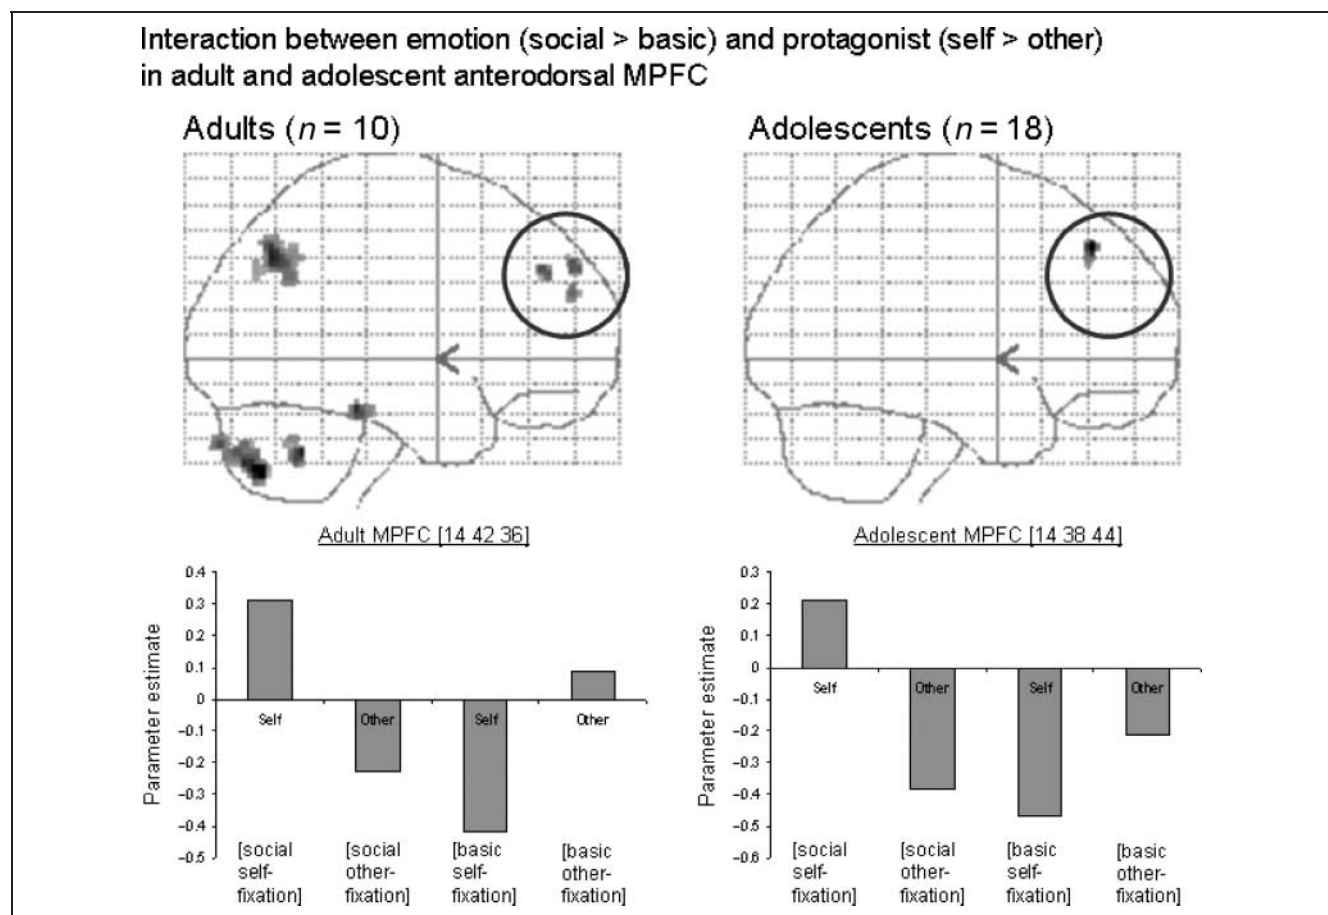 Interaction between emotion (social > basic) and protagonist (self > other)
in adult and adolescent anterodorsal MPFC
Adults (n = 10)
Adolescents (n = 18)
Adult MPFC [14 42 36]
Parameter estimate
0.4
0.3
0.2
0.1
0
–0.1
–0.2
–0.3
–0.4
–0.5
Self
Other
Self
Other
[social
self-
fixation]
[social
other-
fixation]
[basic
self-
fixation]
[basic
other-
fixation]
Adolescent MPFC [14 38 44]
Parameter estimate
0.3
0.2
0.1
0
–0.1
–0.2
–0.3
–0.4
–0.5
–0.6
Self
Other
Self
Other
[social
self-
fixation]
[social
other-
fixation]
[basic
self-
fixation]
[basic
other-
fixation]